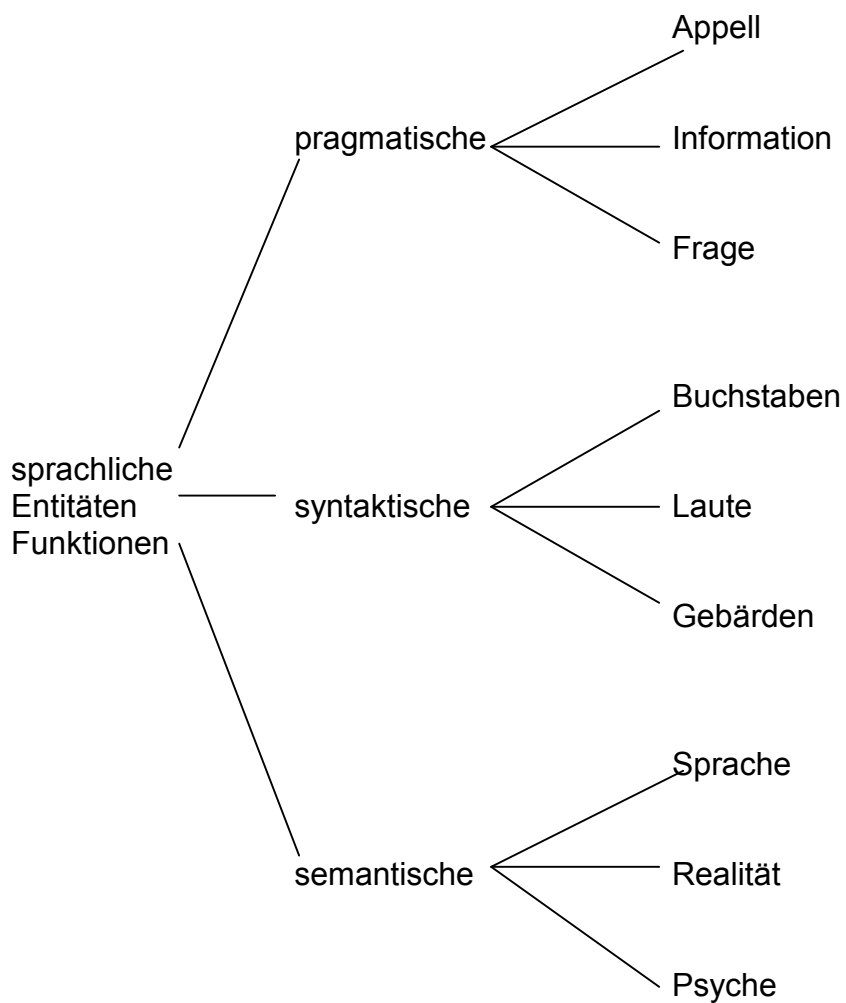 Appell
pragmatische
Information
Frage
Buchstaben
sprachliche
Entitäten
Funktionen
syntaktische
Laute
Gebärden
Sprache
semantische
Realität
Psyche